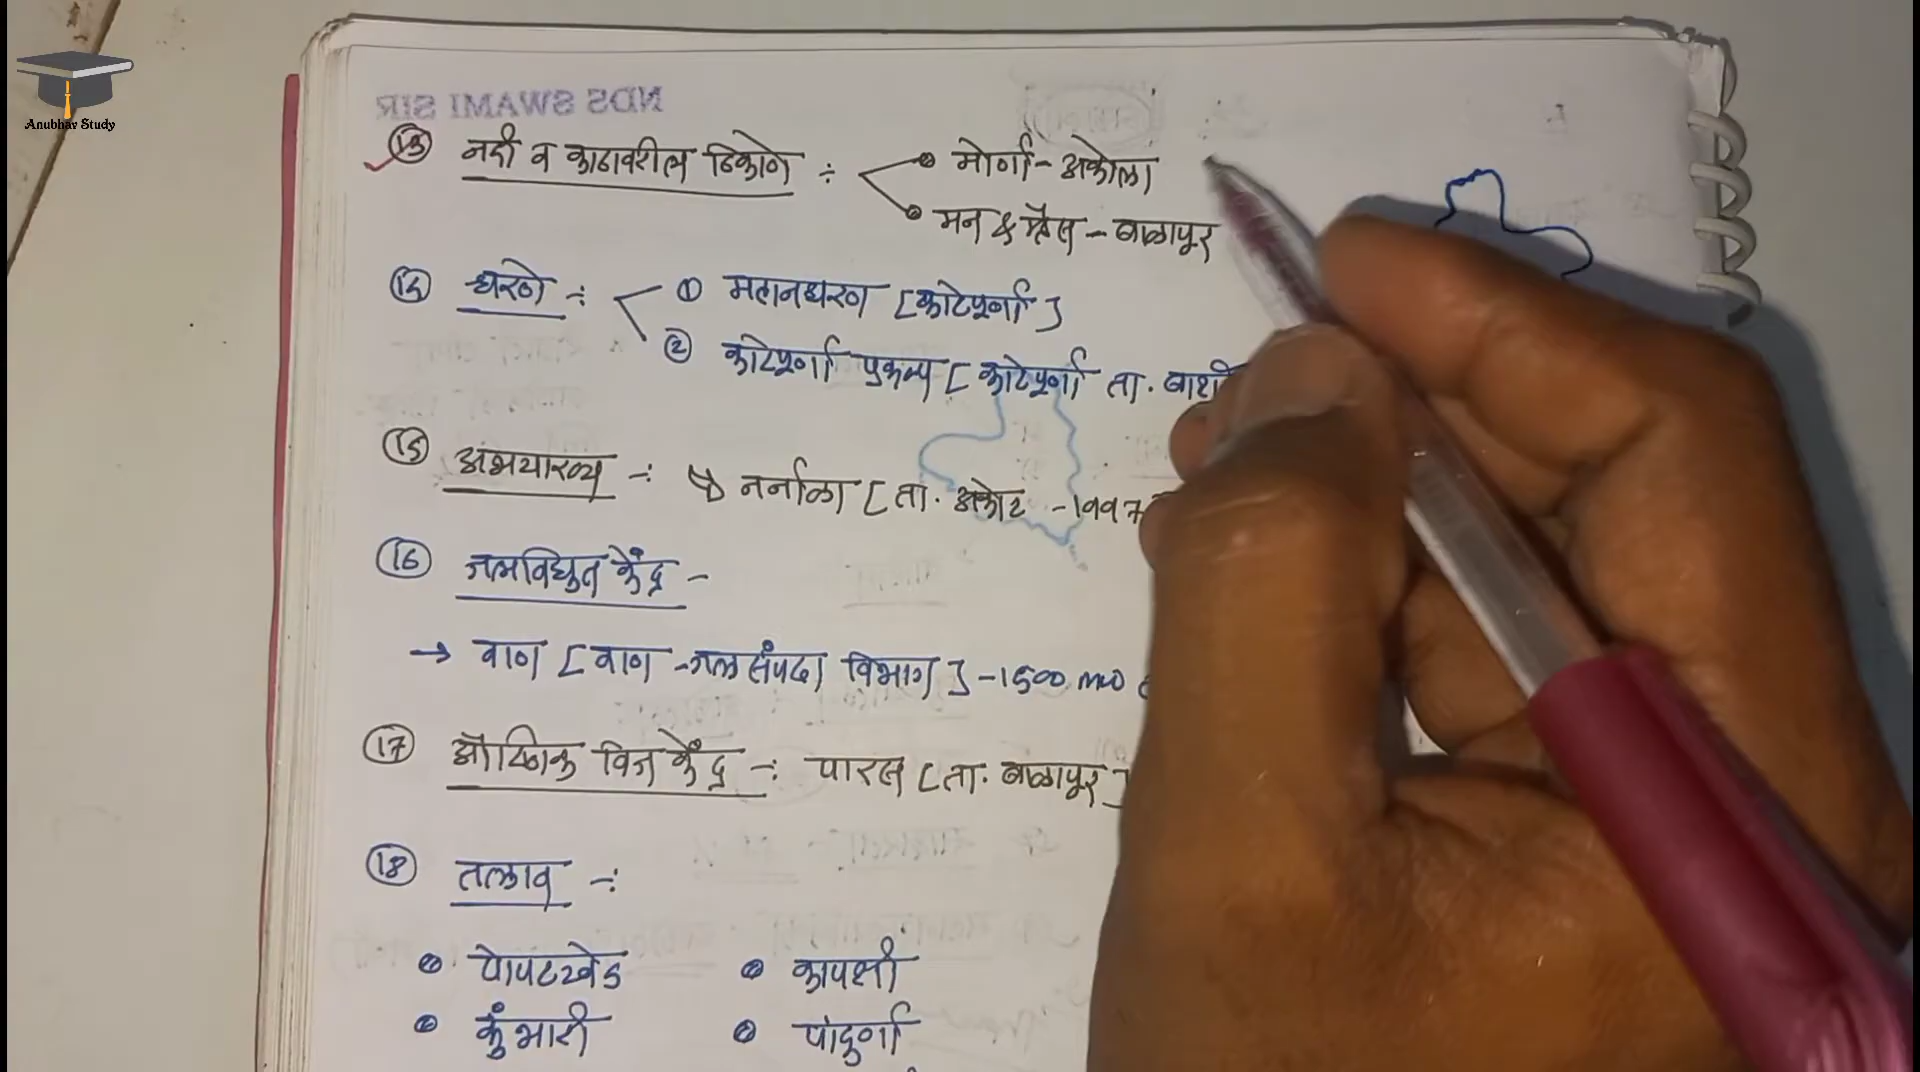 Anubhav Study
NDS SWAMI SIR
13 नदी व काठावरील ठिकाणे ÷ • मोर्णा - अकोला
• मन & म्हैस - बाळापूर
14 धरणे ÷ ① महानधरण [काटेपूर्णा]
② काटेपूर्णा प्रकल्प [काटेपूर्णा ता. बार्शी
15 अभयारण्य ÷ → नर्नाळा [ता. अकोट - 1997
16 जलविद्युत केंद्र -
→ वाण [वाण - जलसंपदा विभाग] - 1500 mw
17 औष्णिक विज केंद्र ÷ पारस [ता. बाळापूर]
18 तलाव ÷
• पोपटखेड • कापशी
• कुंभारी • पांदुर्णा